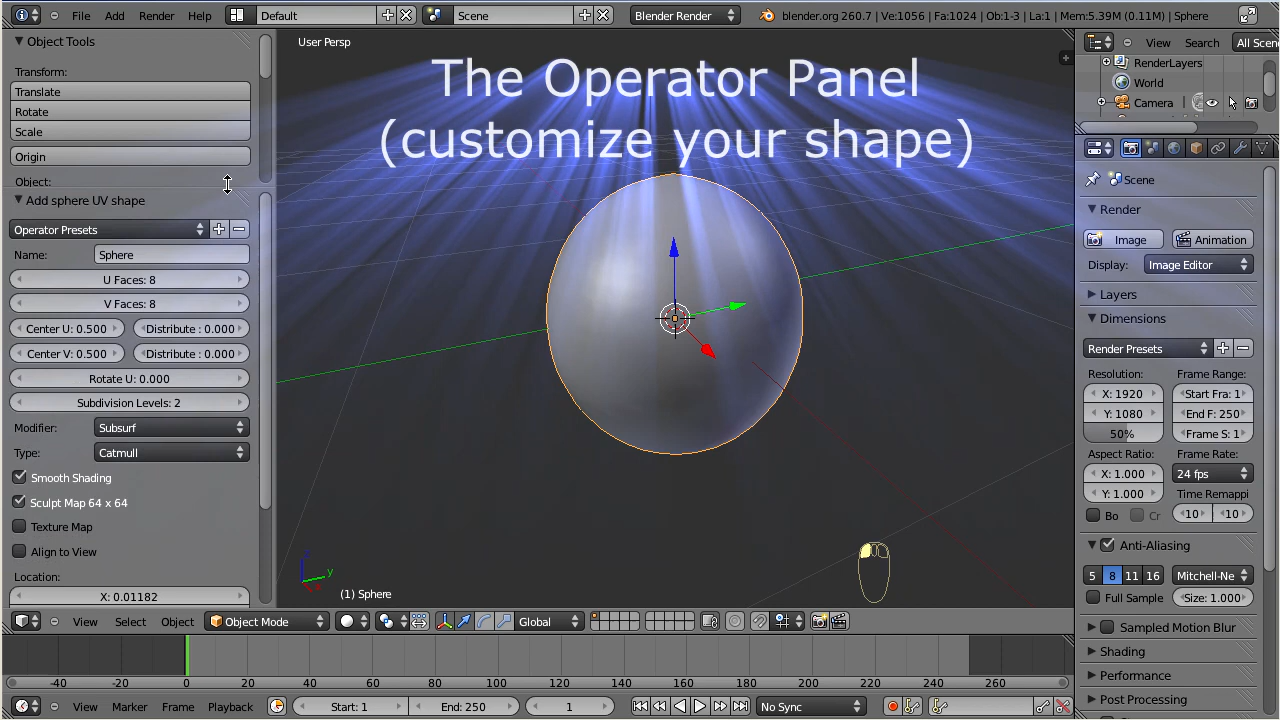 File Add Render Help Default Scene Blender Render blender.org 260.7 | Ve:1056 | Fa:1024 | Ob:1-3 | La:1 | Mem:5.39M (0.11M) | Sphere
Object Tools
Transform:
Translate
Rotate
Scale
Origin
Object:
Add sphere UV shape
Operator Presets
Name: Sphere
U Faces: 8
V Faces: 8
Center U: 0.500 Distribute : 0.000
Center V: 0.500 Distribute : 0.000
Rotate U: 0.000
Subdivision Levels: 2
Modifier: Subsurf
Type: Catmull
Smooth Shading
Sculpt Map 64 x 64
Texture Map
Align to View
Location:
X: 0.01182
User Persp
The Operator Panel
(customize your shape)
z
y
x
(1) Sphere
View Select Object Object Mode Global
-40 -20 0 20 40 60 80 100 120 140 160 180 200 220 240 260
View Marker Frame Playback Start: 1 End: 250 1 No Sync
View Search All Scen
RenderLayers
World
Camera
Scene
Render
Image Animation
Display: Image Editor
Layers
Dimensions
Render Presets
Resolution: Frame Range:
X: 1920 Start Fra: 1
Y: 1080 End F: 250
50% Frame S: 1
Aspect Ratio: Frame Rate:
X: 1.000 24 fps
Y: 1.000 Time Remappi
Bo Cr 10 10
Anti-Aliasing
5 8 11 16 Mitchell-Ne
Full Sample Size: 1.000
Sampled Motion Blur
Shading
Performance
Post Processing